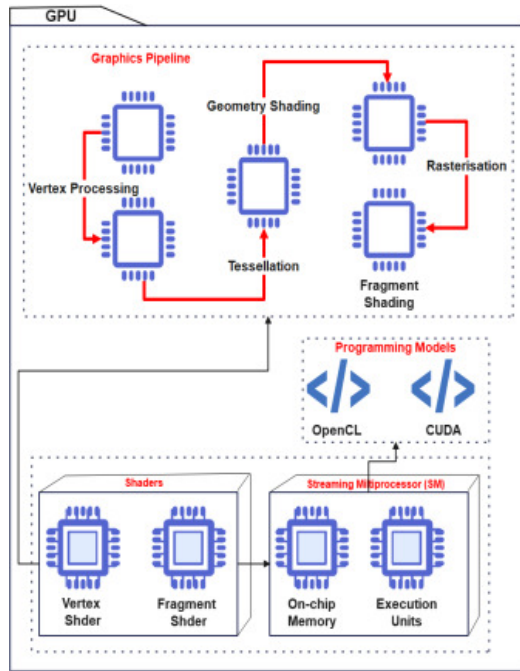 GPU
Graphics Pipeline
Geometry Shading
Rasterisation
Vertex Processing
Tessellation
Fragment
Shading
Programming Models
OpenCL
CUDA
Shaders
Streaming Mitiprocessor (SM)
Vertex
Shder
Fragment
Shder
On-chip
Memory
Execution
Units